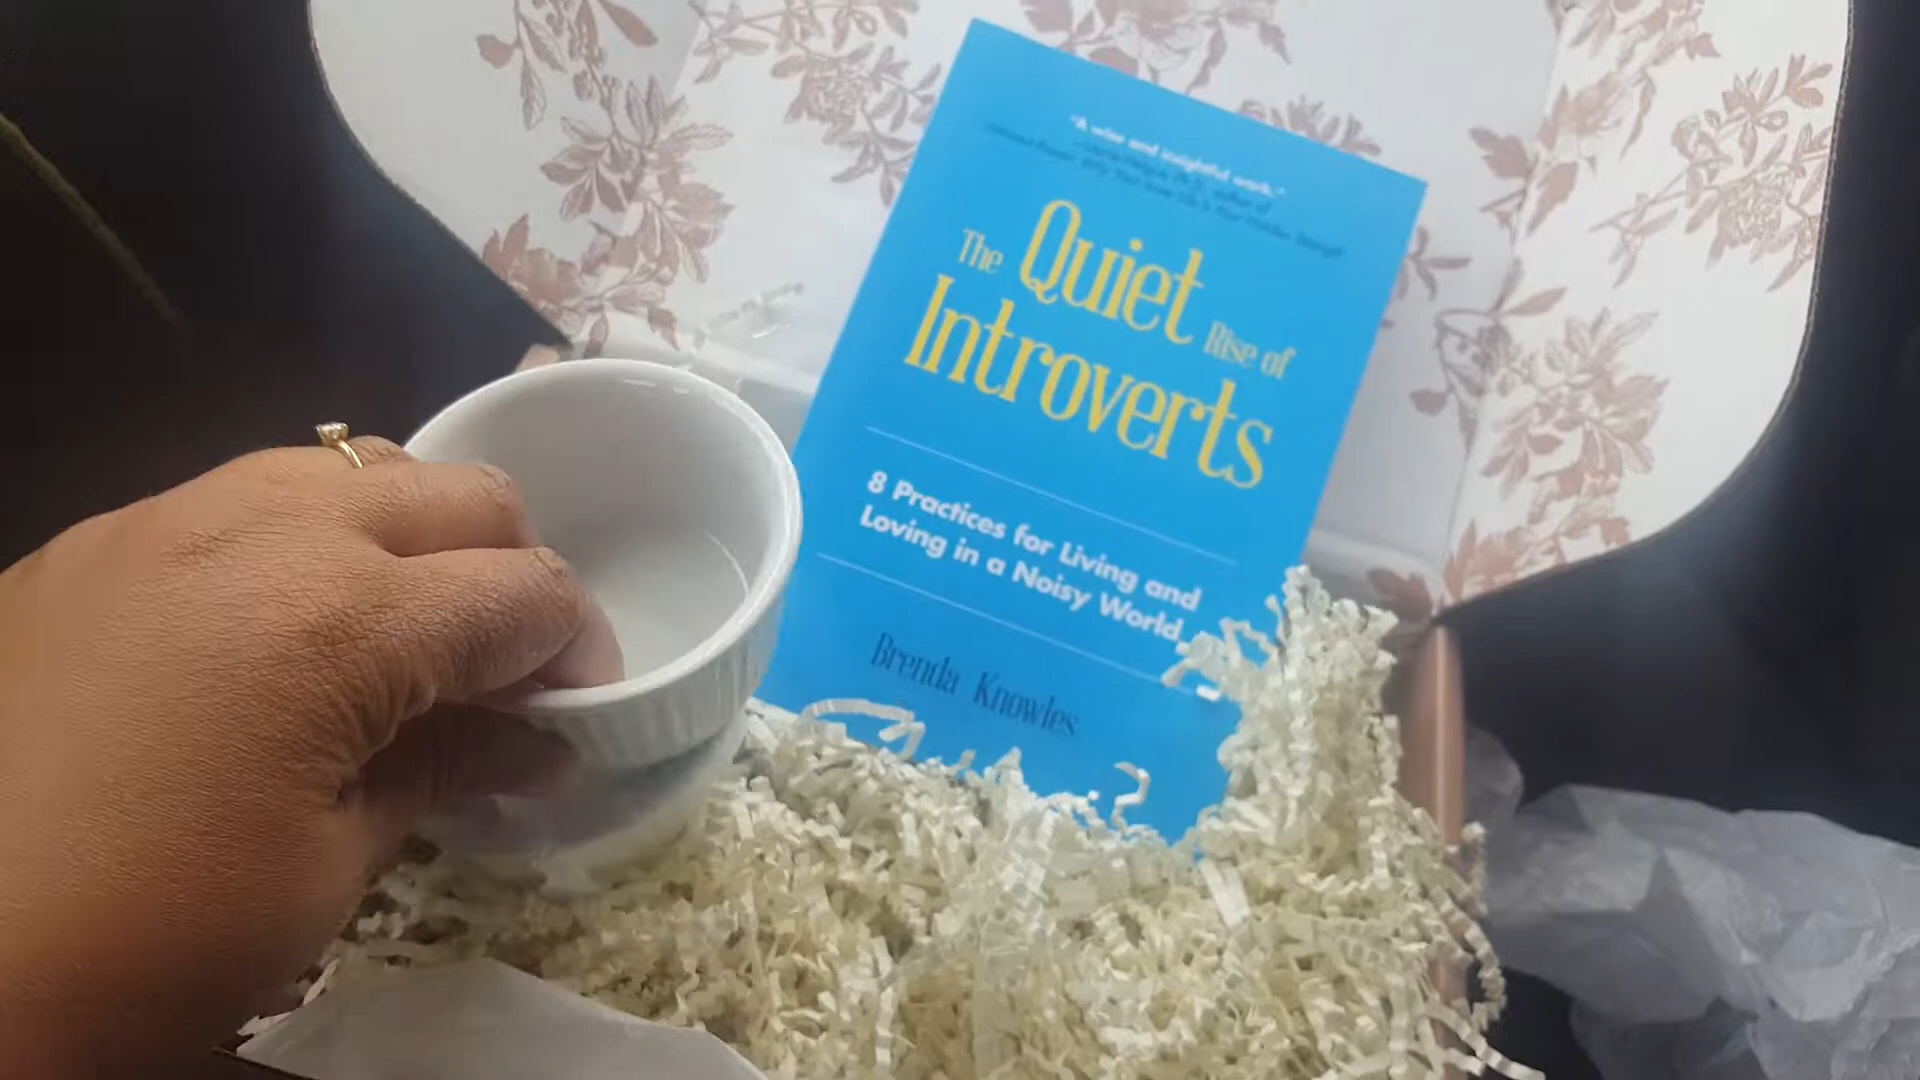 "A wise and insightful work."
The Quiet Rise of
Introverts
8 Practices for Living and
Loving in a Noisy World
Brenda Knowles